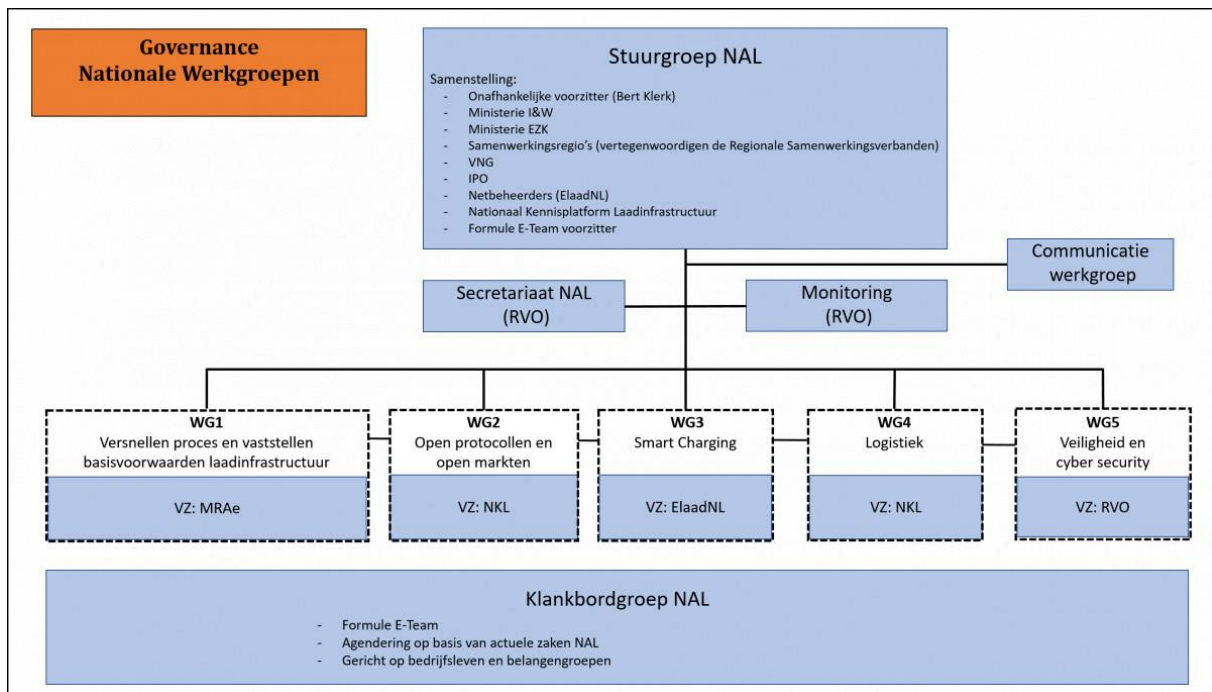 Governance
Nationale Werkgroepen
Stuurgroep NAL
Samenstelling:
- Onafhankelijke voorzitter (Bert Klerk)
- Ministerie I&W
- Ministerie EZK
- Samenwerkingsregio's (vertegenwoordigen de Regionale Samenwerkingsverbanden)
- VNG
- IPO
- Netbeheerders (ElaadNL)
- Nationaal Kennisplatform Laadinfrastructuur
- Formule E-Team voorzitter
Communicatie
werkgroep
Secretariaat NAL
(RVO)
Monitoring
(RVO)
WG1
Versnellen proces en vaststellen
basisvoorwaarden laadinfrastructuur
VZ: MRAe
WG2
Open protocollen en
open markten
VZ: NKL
WG3
Smart Charging
VZ: ElaadNL
WG4
Logistiek
VZ: NKL
WG5
Veiligheid en
cyber security
VZ: RVO
Klankbordgroep NAL
- Formule E-Team
- Agendering op basis van actuele zaken NAL
- Gericht op bedrijfsleven en belangengroepen